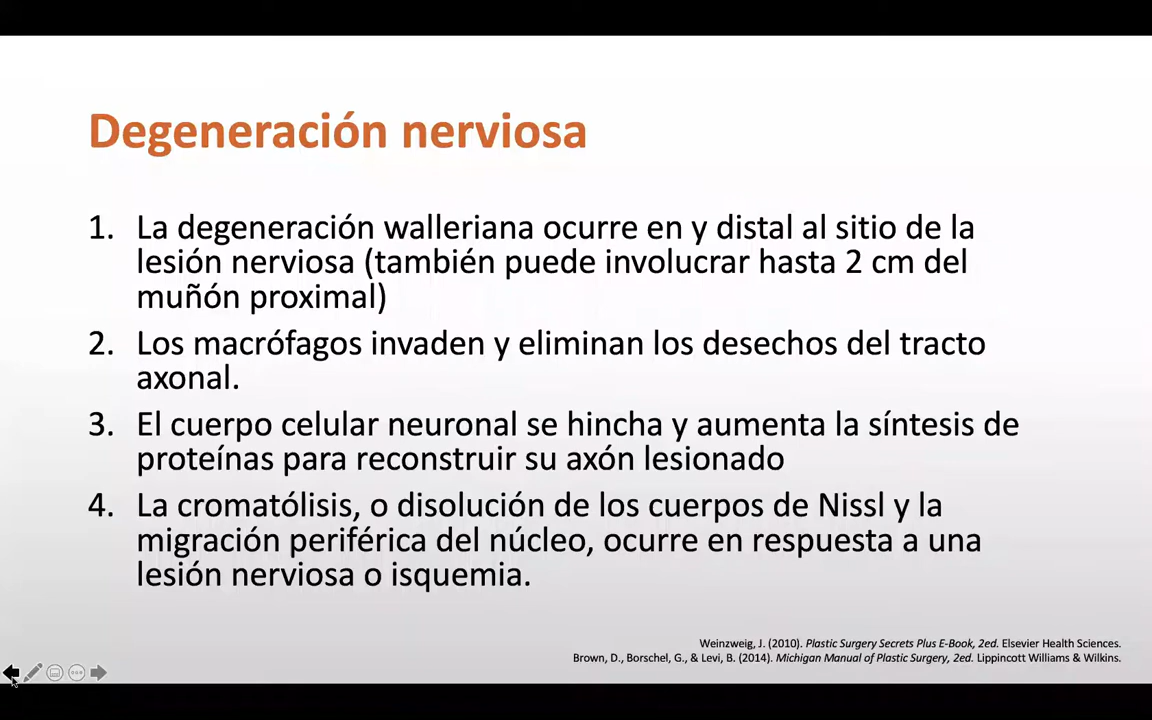 Degeneración nerviosa
1. La degeneración walleriana ocurre en y distal al sitio de la
lesión nerviosa (también puede involucrar hasta 2 cm del
muñón proximal)
2. Los macrófagos invaden y eliminan los desechos del tracto
axonal.
3. El cuerpo celular neuronal se hincha y aumenta la síntesis de
proteínas para reconstruir su axón lesionado
4. La cromatólisis, o disolución de los cuerpos de Nissl y la
migración periférica del núcleo, ocurre en respuesta a una
lesión nerviosa o isquemia.
Weinzweig, J. (2010). Plastic Surgery Secrets Plus E-Book, 2ed. Elsevier Health Sciences.
Brown, D., Borschel, G., & Levi, B. (2014). Michigan Manual of Plastic Surgery, 2ed. Lippincott Williams & Wilkins.